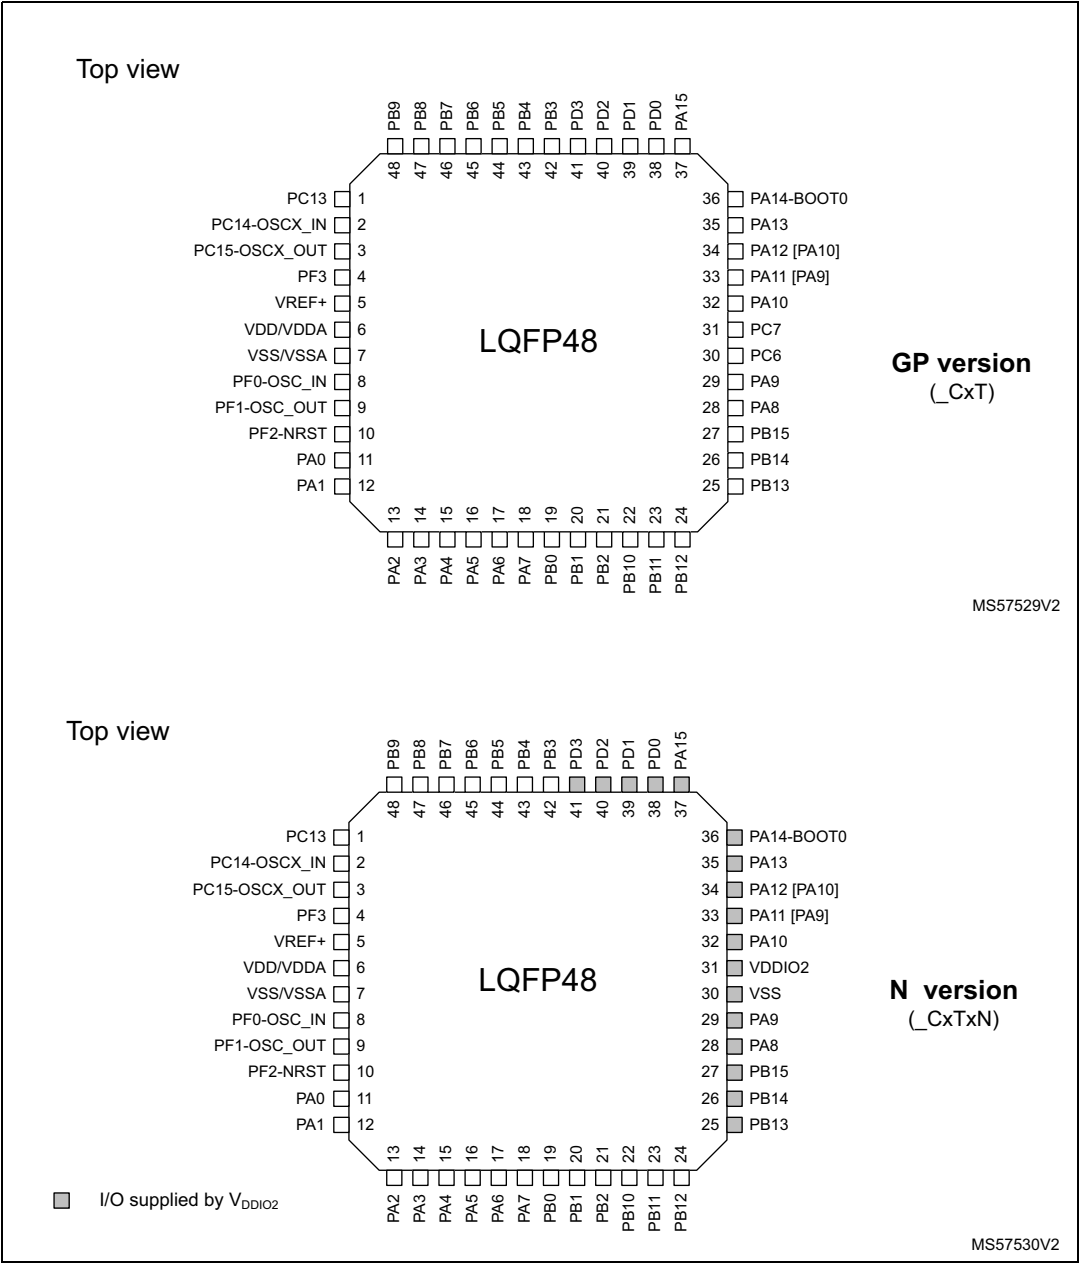 Top view
PB9
PB8
PB7
PB6
PB5
PB4
PB3
PD3
PD2
PD1
PD0
PA15
48
47
46
45
44
43
42
41
40
39
38
37
PC13 1
PC14-OSCX_IN 2
PC15-OSCX_OUT 3
PF3 4
VREF+ 5
VDD/VDDA 6
VSS/VSSA 7
PF0-OSC_IN 8
PF1-OSC_OUT 9
PF2-NRST 10
PA0 11
PA1 12
LQFP48
36 PA14-BOOT0
35 PA13
34 PA12 [PA10]
33 PA11 [PA9]
32 PA10
31 PC7
30 PC6
29 PA9
28 PA8
27 PB15
26 PB14
25 PB13
GP version
(_CxT)
13
14
15
16
17
18
19
20
21
22
23
24
PA2
PA3
PA4
PA5
PA6
PA7
PB0
PB1
PB2
PB10
PB11
PB12
MS57529V2
Top view
PB9
PB8
PB7
PB6
PB5
PB4
PB3
PD3
PD2
PD1
PD0
PA15
48
47
46
45
44
43
42
41
40
39
38
37
PC13 1
PC14-OSCX_IN 2
PC15-OSCX_OUT 3
PF3 4
VREF+ 5
VDD/VDDA 6
VSS/VSSA 7
PF0-OSC_IN 8
PF1-OSC_OUT 9
PF2-NRST 10
PA0 11
PA1 12
LQFP48
36 PA14-BOOT0
35 PA13
34 PA12 [PA10]
33 PA11 [PA9]
32 PA10
31 VDDIO2
30 VSS
29 PA9
28 PA8
27 PB15
26 PB14
25 PB13
N version
(_CxTxN)
13
14
15
16
17
18
19
20
21
22
23
24
PA2
PA3
PA4
PA5
PA6
PA7
PB0
PB1
PB2
PB10
PB11
PB12
I/O supplied by VDDIO2
MS57530V2